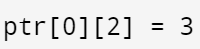 ptr[0][2] = 3